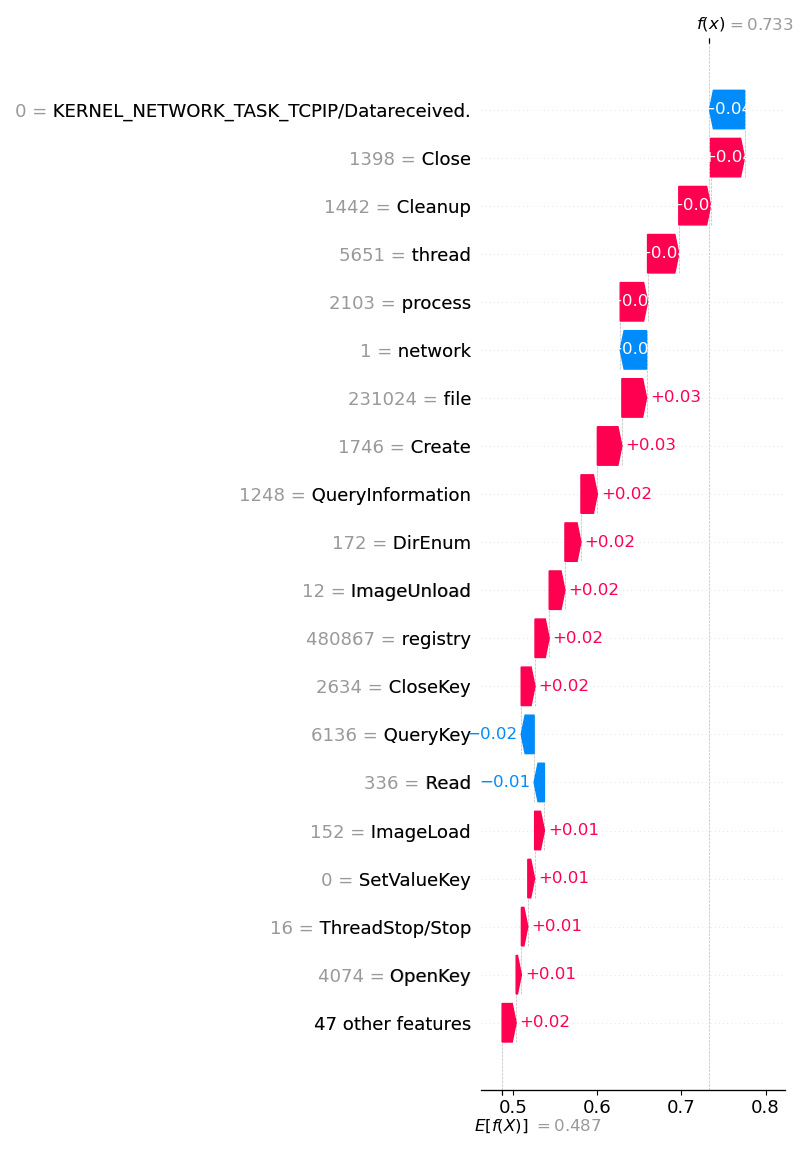 f(x) = 0.733
0 = KERNEL_NETWORK_TASK_TCPIP/Datareceived.
1398 = Close
1442 = Cleanup
5651 = thread
2103 = process
1 = network
231024 = file +0.03
1746 = Create +0.03
1248 = QueryInformation +0.02
172 = DirEnum +0.02
12 = ImageUnload +0.02
480867 = registry +0.02
2634 = CloseKey +0.02
6136 = QueryKey −0.02
336 = Read −0.01
152 = ImageLoad +0.01
0 = SetValueKey +0.01
16 = ThreadStop/Stop +0.01
4074 = OpenKey +0.01
47 other features +0.02
0.5 0.6 0.7 0.8
E[f(X)] = 0.487